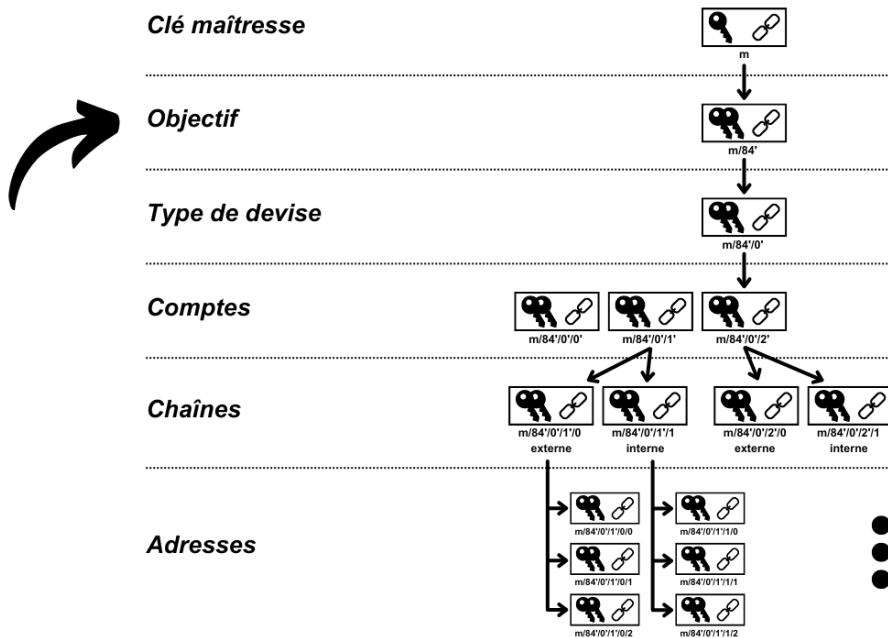 Clé maîtresse
m
Objectif
m/84'
Type de devise
m/84'/0'
Comptes
m/84'/0'/0' m/84'/0'/1' m/84'/0'/2'
Chaînes
m/84'/0'/1'/0 m/84'/0'/1'/1 m/84'/0'/2'/0 m/84'/0'/2'/1
externe interne externe interne
Adresses
m/84'/0'/1'/0/0 m/84'/0'/1'/1/0
m/84'/0'/1'/0/1 m/84'/0'/1'/1/1
m/84'/0'/1'/0/2 m/84'/0'/1'/1/2